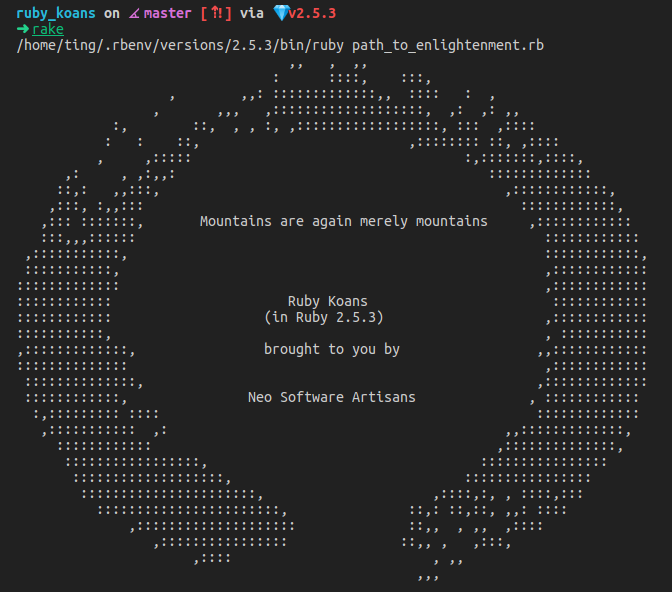 ruby_koans on master [⇡!] via 💎v2.5.3
➜rake
/home/ting/.rbenv/versions/2.5.3/bin/ruby path_to_enlightenment.rb
Mountains are again merely mountains
Ruby Koans
(in Ruby 2.5.3)
brought to you by
Neo Software Artisans